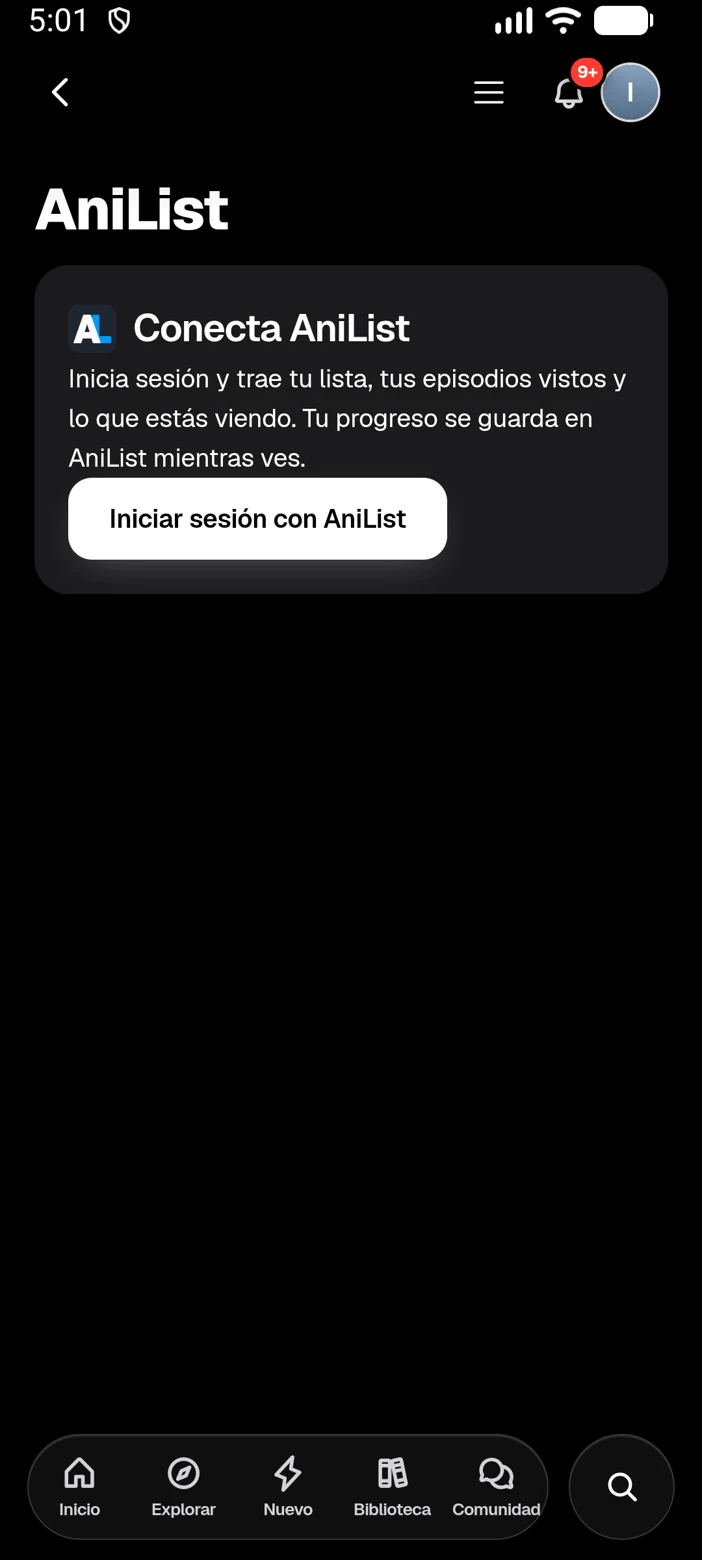 5:01
9+
I
AniList
AL
Conecta AniList
Inicia sesión y trae tu lista, tus episodios vistos y
lo que estás viendo. Tu progreso se guarda en
AniList mientras ves.
Iniciar sesión con AniList
Inicio
Explorar
Nuevo
Biblioteca
Comunidad